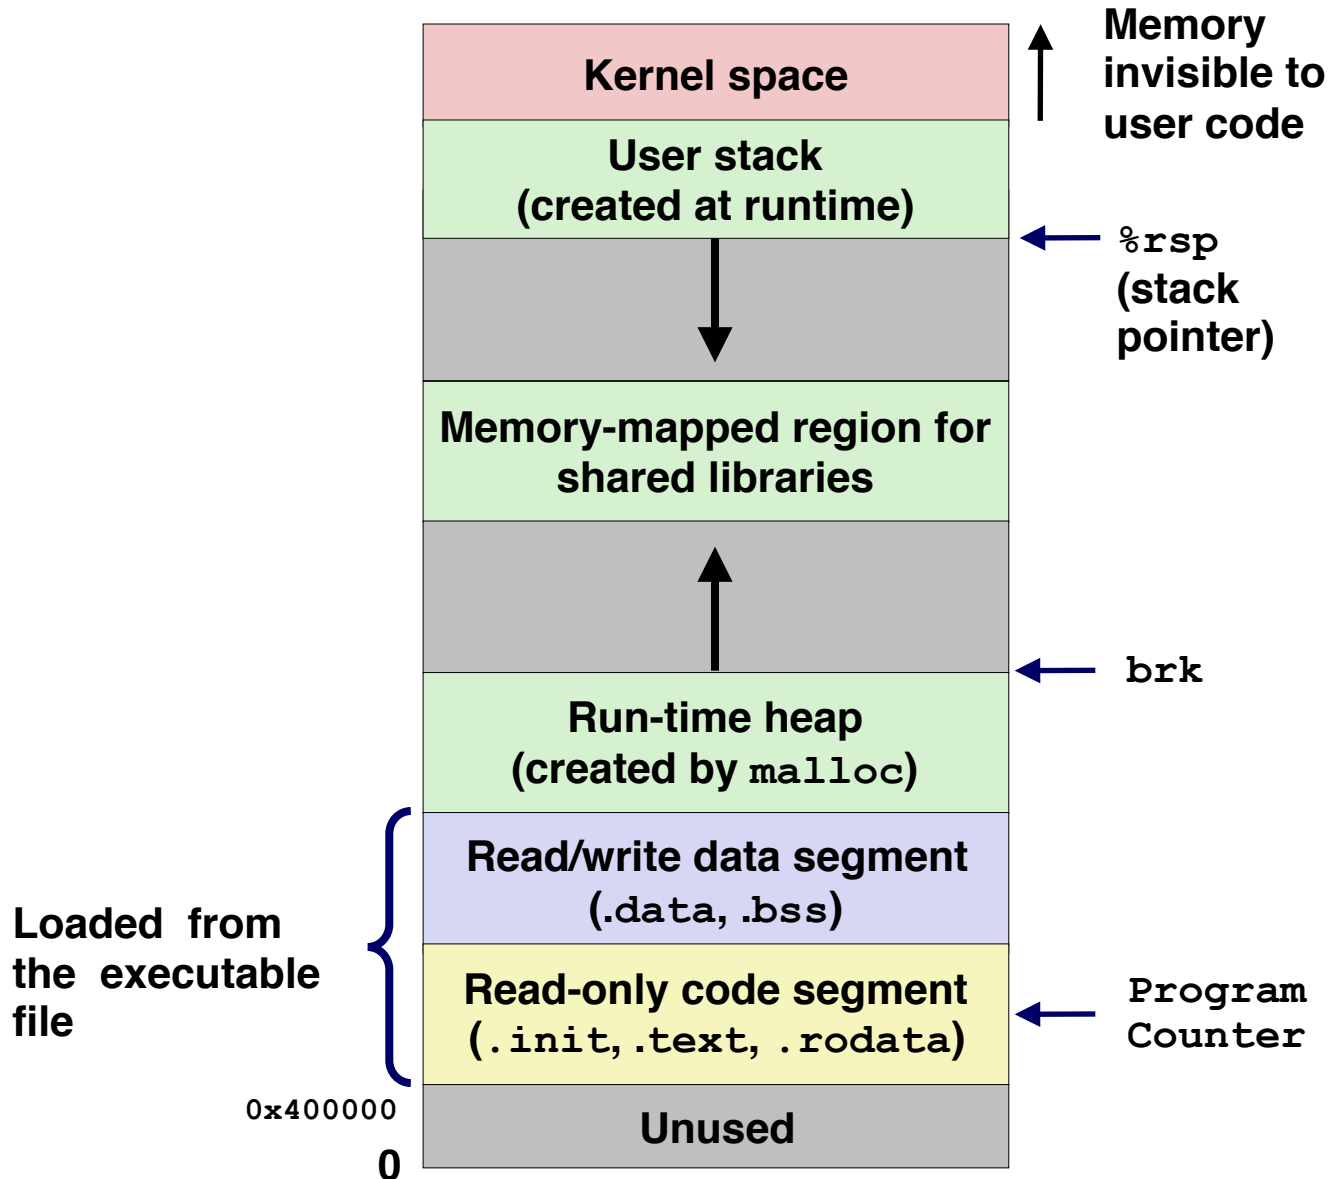 Kernel space
Memory
invisible to
user code
User stack
(created at runtime)
%rsp
(stack
pointer)
Memory-mapped region for
shared libraries
brk
Run-time heap
(created by malloc)
Read/write data segment
(.data, .bss)
Loaded from
the executable
file
Read-only code segment
(.init, .text, .rodata)
Program
Counter
0x400000
Unused
0